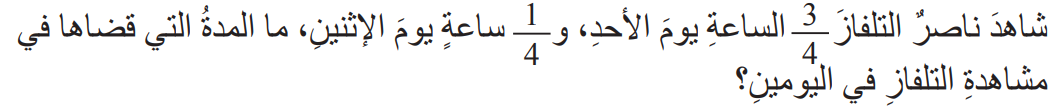 شاهدَ ناصرٌ التلفازَ 3/4 الساعةِ يومَ الأحدِ، و 1/4 ساعةٍ يومَ الإثنينِ، ما المدةُ التي قضاها في
مشاهدةِ التلفازِ في اليومينِ؟